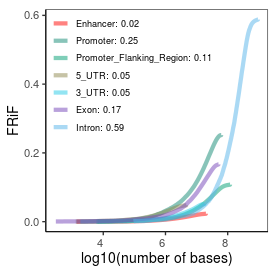 FRiF
0.6
0.4
0.2
0.0
Enhancer: 0.02
Promoter: 0.25
Promoter_Flanking_Region: 0.11
5_UTR: 0.05
3_UTR: 0.05
Exon: 0.17
Intron: 0.59
4 6 8
log10(number of bases)